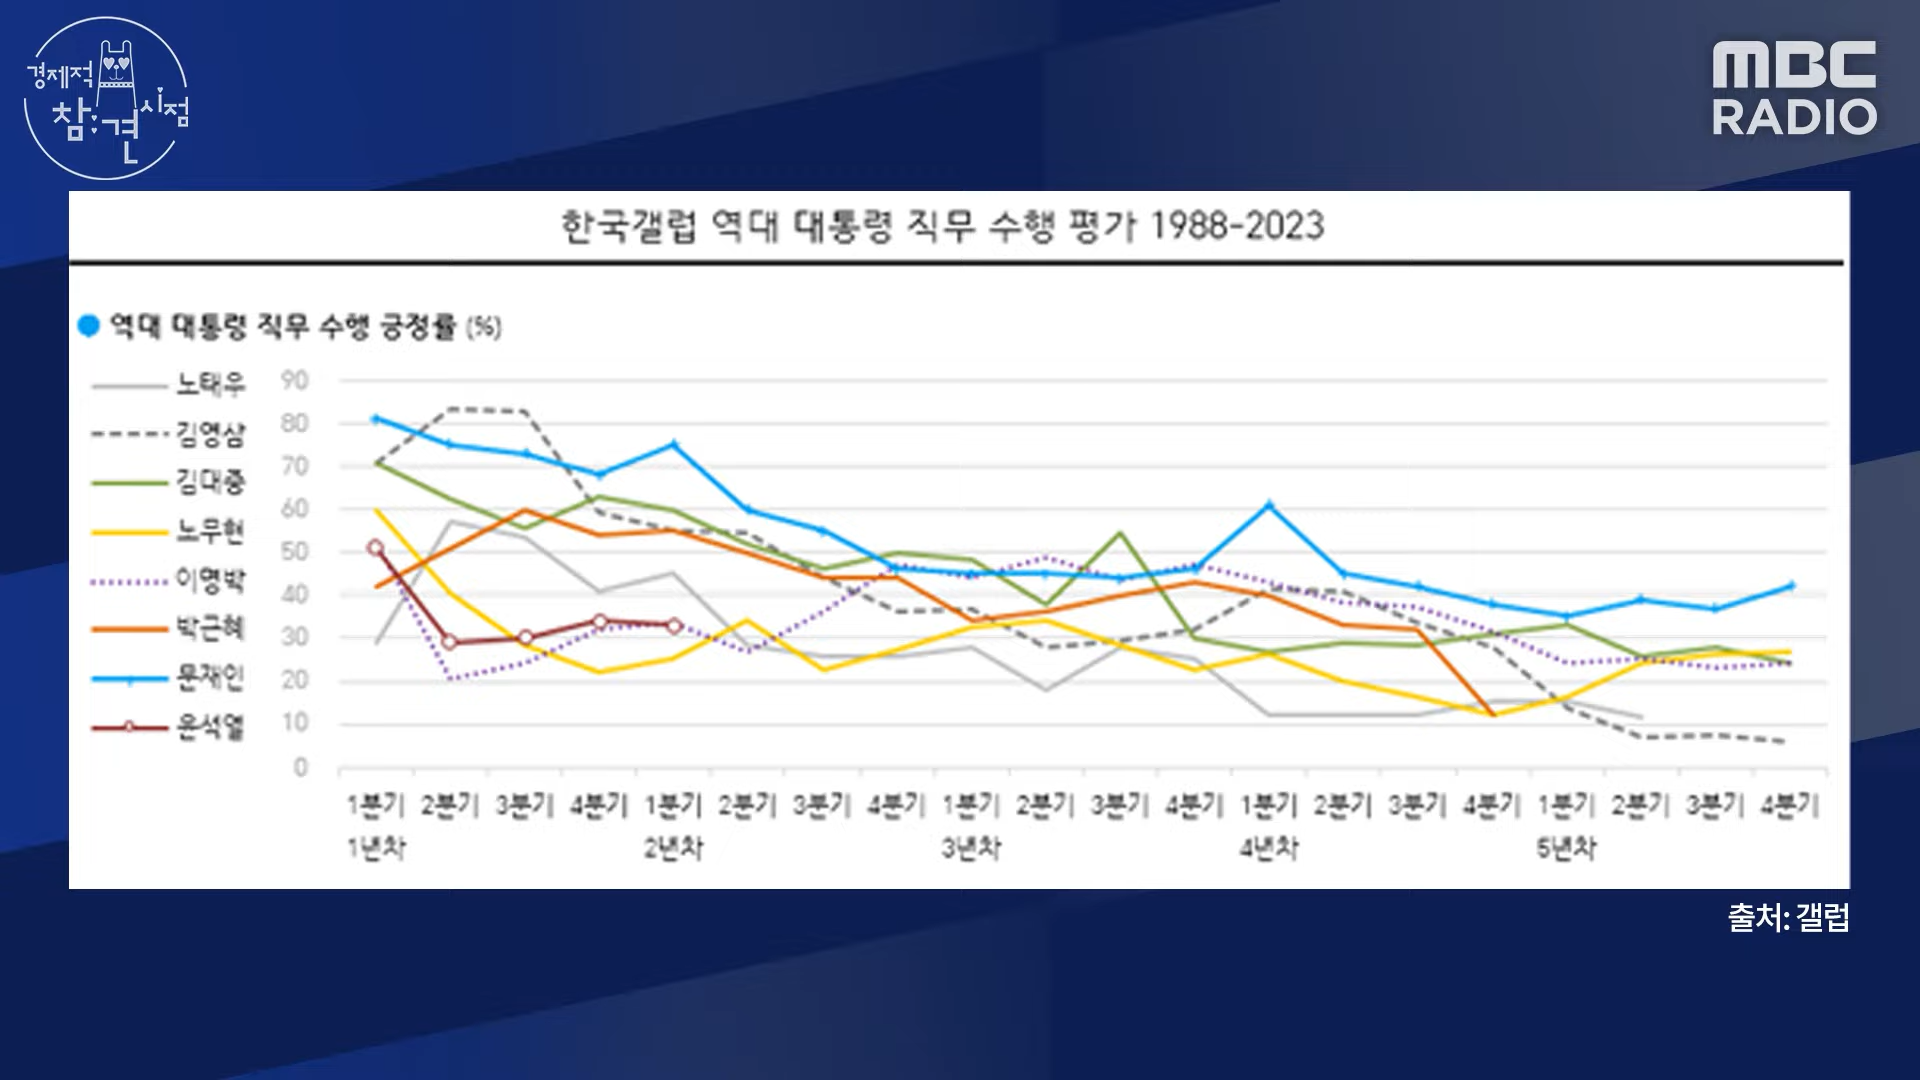 경제적
참견
시점
MBC
RADIO
한국갤럽 역대 대통령 직무 수행 평가 1988-2023
역대 대통령 직무 수행 긍정률 (%)
노태우
김영삼
김대중
노무현
이명박
박근혜
문재인
윤석열
90
80
70
60
50
40
30
20
10
0
1분기 2분기 3분기 4분기 1분기 2분기 3분기 4분기 1분기 2분기 3분기 4분기 1분기 2분기 3분기 4분기 1분기 2분기 3분기 4분기
1년차 2년차 3년차 4년차 5년차
출처: 갤럽